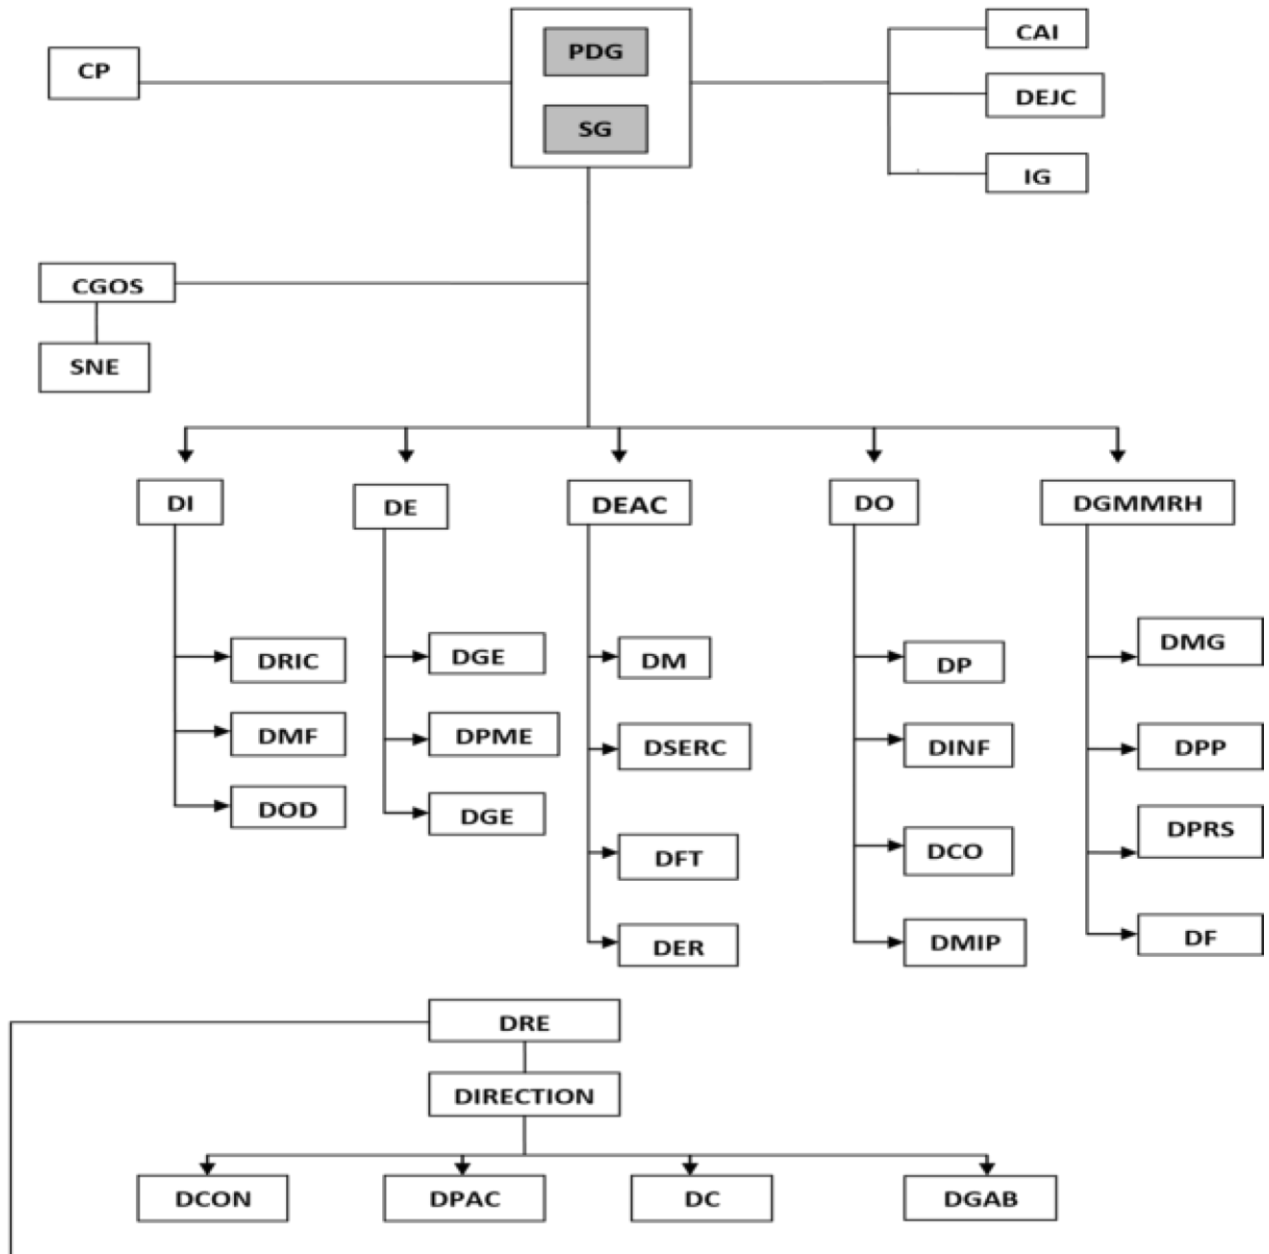 PDG
SG
CP
CAI
DEJC
IG
CGOS
SNE
DI
DE
DEAC
DO
DGMMRH
DRIC
DMF
DOD
DGE
DPME
DGE
DM
DSERC
DFT
DER
DP
DINF
DCO
DMIP
DMG
DPP
DPRS
DF
DRE
DIRECTION
DCON
DPAC
DC
DGAB